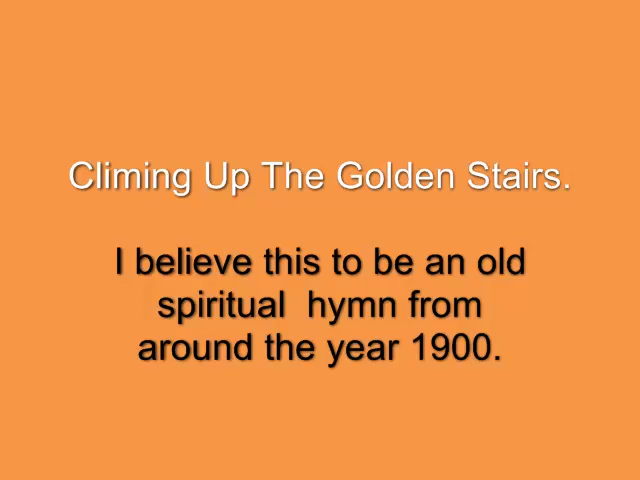 Climing Up The Golden Stairs.
I believe this to be an old
spiritual  hymn from
around the year 1900.